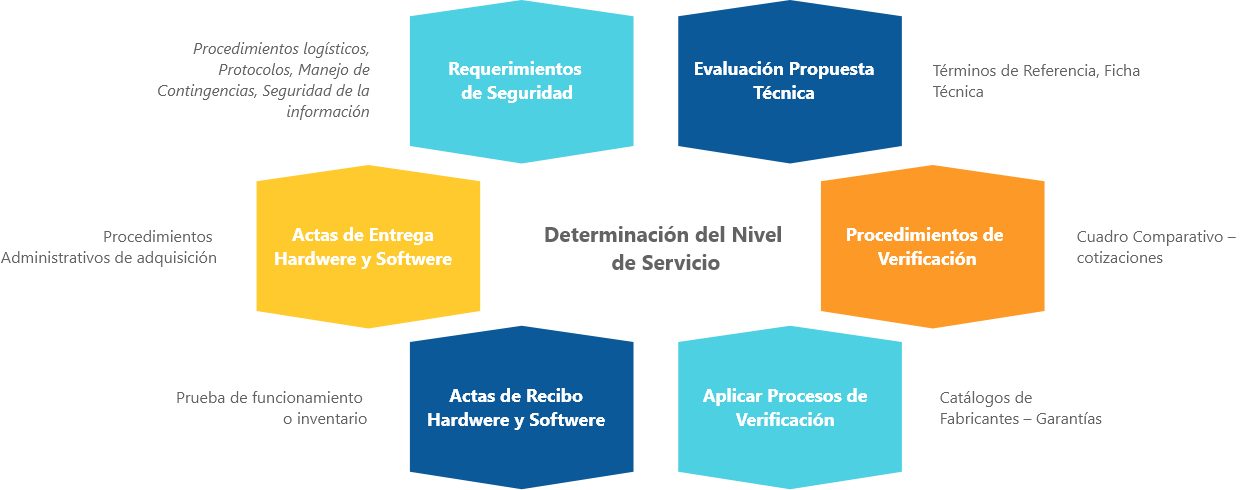 Procedimientos logísticos,
Protocolos, Manejo de
Contingencias, Seguridad de la
información
Requerimientos
de Seguridad
Evaluación Propuesta
Técnica
Términos de Referencia, Ficha
Técnica
Procedimientos
Administrativos de adquisición
Actas de Entrega
Hardwere y Softwere
Determinación del Nivel
de Servicio
Procedimientos de
Verificación
Cuadro Comparativo –
cotizaciones
Prueba de funcionamiento
o inventario
Actas de Recibo
Hardwere y Softwere
Aplicar Procesos de
Verificación
Catálogos de
Fabricantes – Garantías